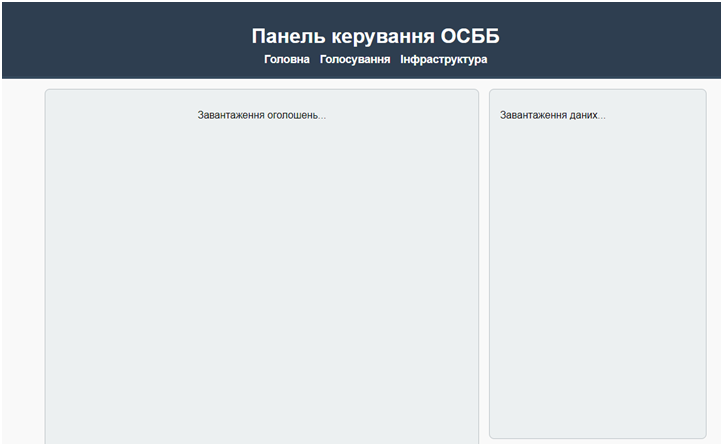 Панель керування ОСББ
Головна Голосування Інфраструктура
Завантаження оголошень...
Завантаження даних...